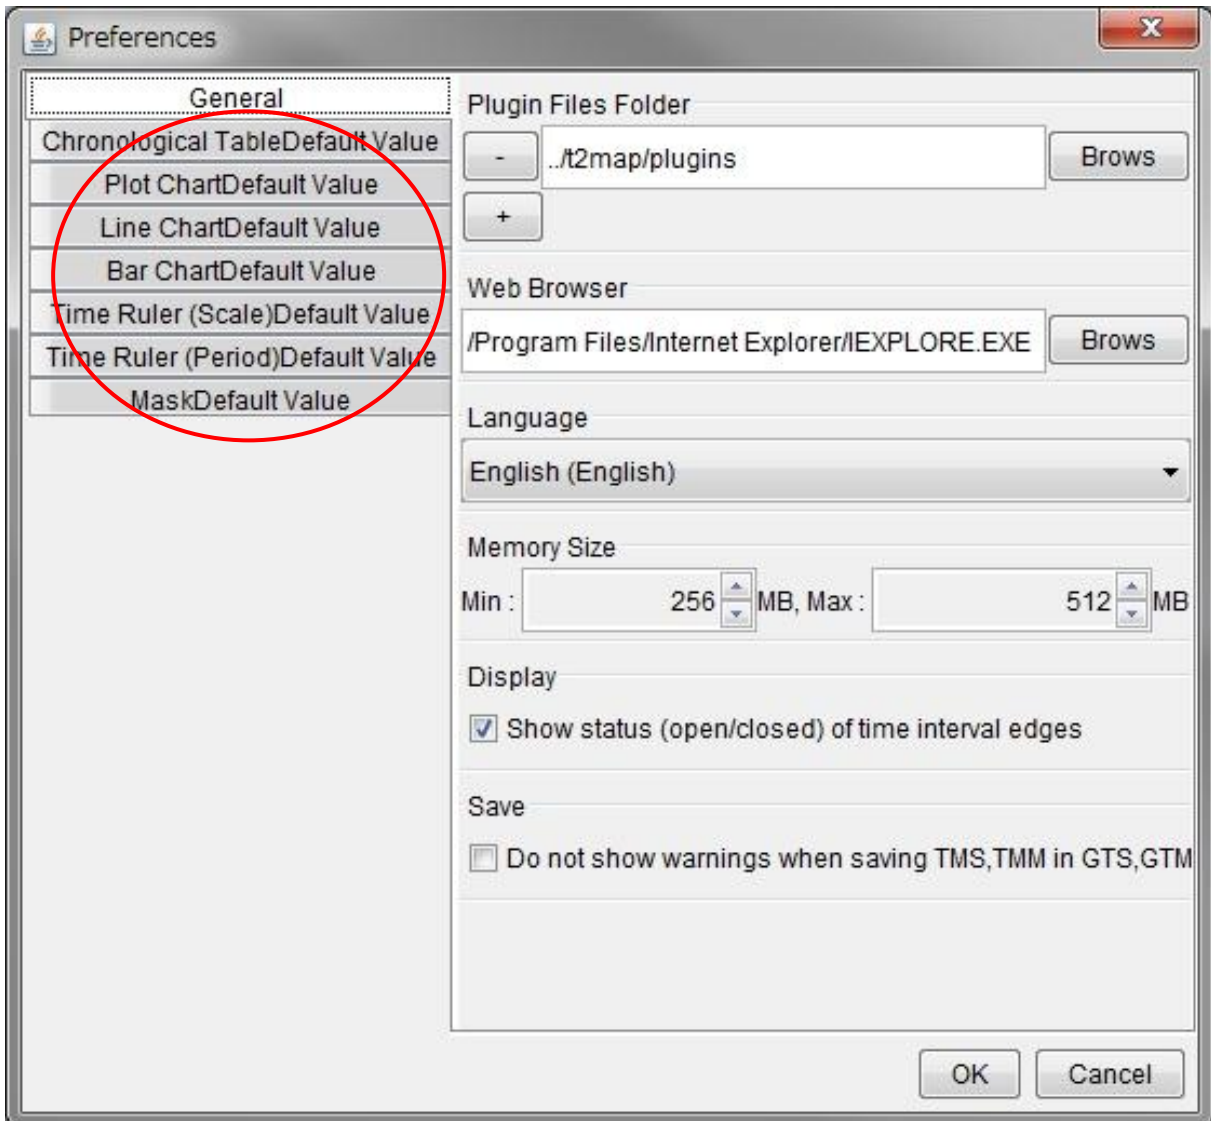 Preferences
General
Chronological TableDefault Value
Plot ChartDefault Value
Line ChartDefault Value
Bar ChartDefault Value
Time Ruler (Scale)Default Value
Time Ruler (Period)Default Value
MaskDefault Value
Plugin Files Folder
- ../t2map/plugins Brows
+
Web Browser
/Program Files/Internet Explorer/IEXPLORE.EXE Brows
Language
English (English)
Memory Size
Min : 256 MB, Max : 512 MB
Display
Show status (open/closed) of time interval edges
Save
Do not show warnings when saving TMS,TMM in GTS,GTM
OK Cancel